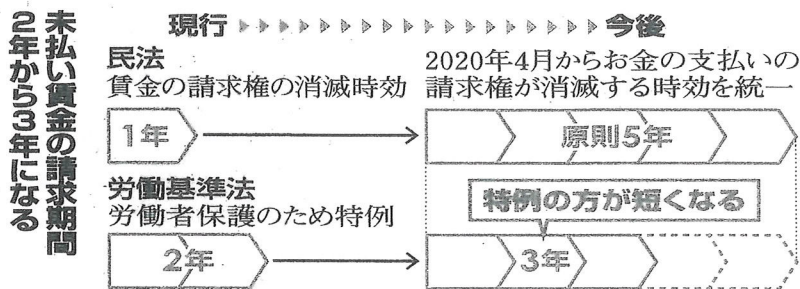 未払い賃金の請求期間
2年から3年になる
現行 今後
民法
賃金の請求権の消滅時効
1年
2020年4月からお金の支払いの
請求権が消滅する時効を統一
原則5年
労働基準法
労働者保護のため特例
2年
特例の方が短くなる
3年